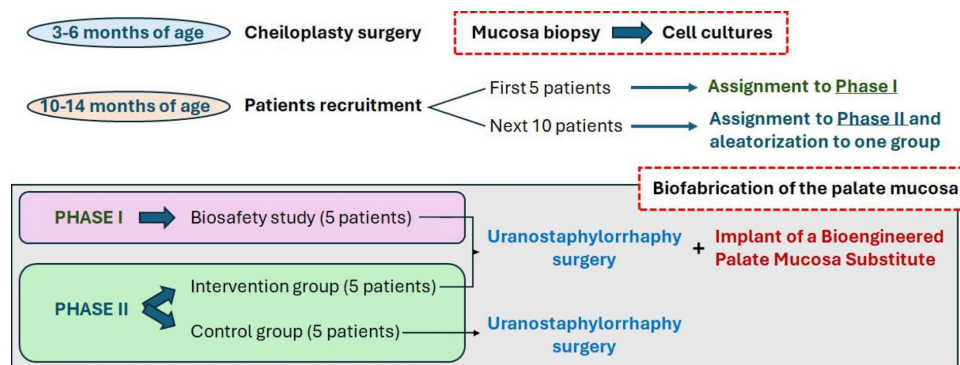 3-6 months of age Cheiloplasty surgery Mucosa biopsy Cell cultures
First 5 patients Assignment to Phase I
10-14 months of age Patients recruitment
Next 10 patients Assignment to Phase II and
aleatorization to one group
Biofabrication of the palate mucosa
PHASE I Biosafety study (5 patients)
Uranostaphylorrhaphy
surgery
+
Implant of a Bioengineered
Palate Mucosa Substitute
PHASE II
Intervention group (5 patients)
Control group (5 patients)
Uranostaphylorrhaphy
surgery